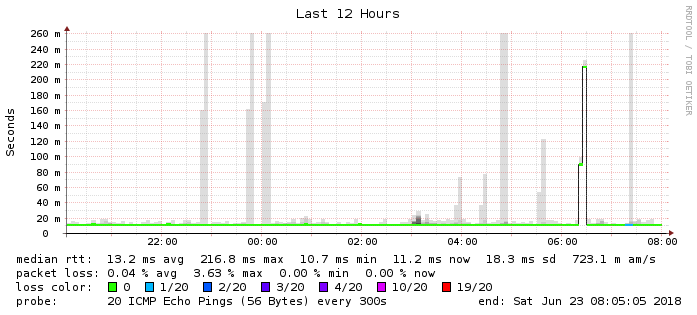 Last 12 Hours
RRDTOOL / TOBI OETIKER
Seconds
260 m
240 m
220 m
200 m
180 m
160 m
140 m
120 m
100 m
80 m
60 m
40 m
20 m
0
22:00 00:00 02:00 04:00 06:00 08:00
median rtt: 13.2 ms avg 216.8 ms max 10.7 ms min 11.2 ms now 18.3 ms sd 723.1 m am/s
packet loss: 0.04 % avg 3.63 % max 0.00 % min 0.00 % now
loss color: 0 1/20 2/20 3/20 4/20 10/20 19/20
probe: 20 ICMP Echo Pings (56 Bytes) every 300s end: Sat Jun 23 08:05:05 2018